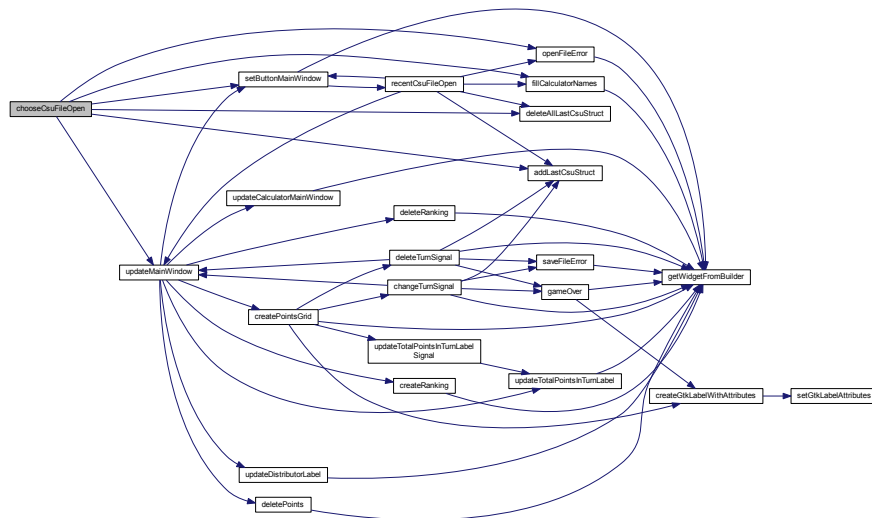 openFileError
setButtonMainWindow
recentCsuFileOpen
fillCalculatorNames
chooseCsuFileOpen
deleteAllLastCsuStruct
addLastCsuStruct
updateCalculatorMainWindow
deleteRanking
deleteTurnSignal
saveFileError
updateMainWindow
getWidgetFromBuilder
changeTurnSignal
gameOver
createPointsGrid
updateTotalPointsInTurnLabel
Signal
updateTotalPointsInTurnLabel
createRanking
createGtkLabelWithAttributes
setGtkLabelAttributes
updateDistributorLabel
deletePoints